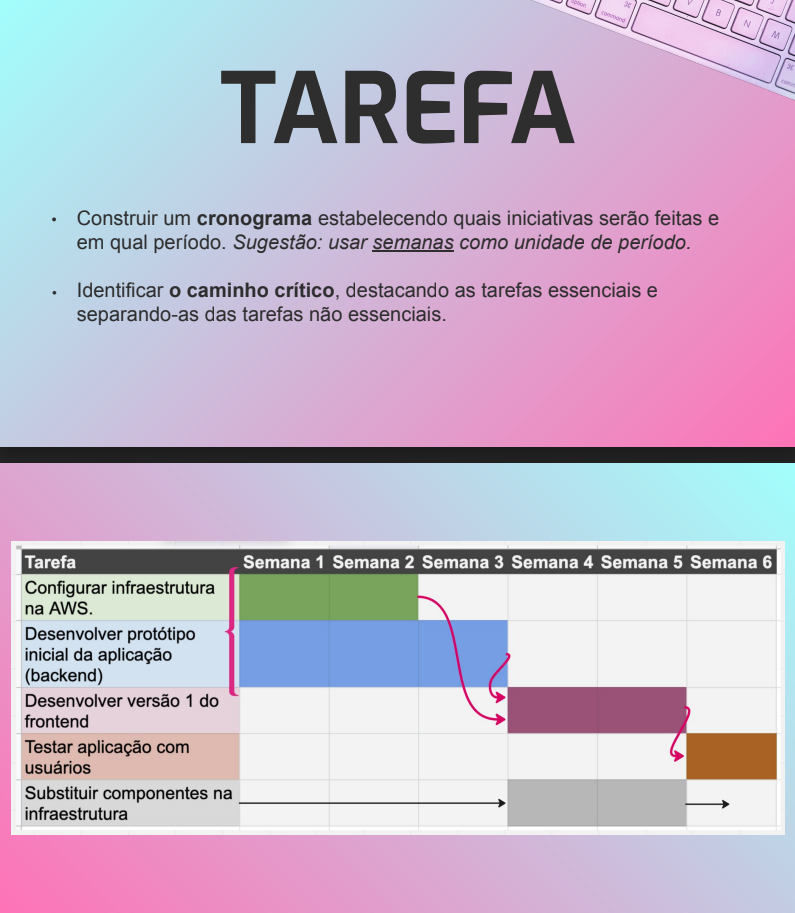 option
command
V
B
N
M
J
⌘
TAREFA
• Construir um cronograma estabelecendo quais iniciativas serão feitas e
em qual período. Sugestão: usar semanas como unidade de período.
• Identificar o caminho crítico, destacando as tarefas essenciais e
separando-as das tarefas não essenciais.
Tarefa Semana 1 Semana 2 Semana 3 Semana 4 Semana 5 Semana 6
Configurar infraestrutura
na AWS.
Desenvolver protótipo
inicial da aplicação
(backend)
Desenvolver versão 1 do
frontend
Testar aplicação com
usuários
Substituir componentes na
infraestrutura